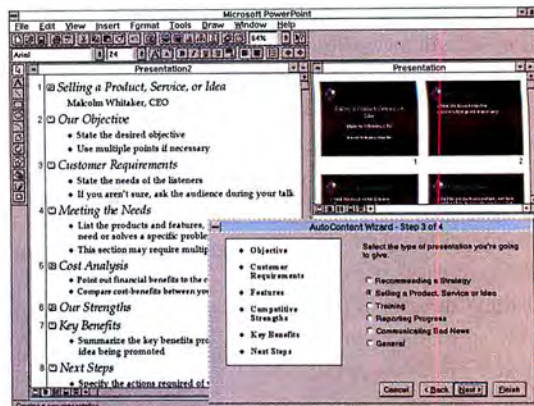 Microsoft PowerPoint
File Edit View Insert Format Tools Draw Window Help
64%
Arial
24
Presentation2
1 Selling a Product, Service, or Idea
Malcolm Whitaker, CEO
2 Our Objective
State the desired objective
Use multiple points if necessary
3 Customer Requirements
State the needs of the listeners
If you aren't sure, ask the audience during your talk
4 Meeting the Needs
List the products and features,
need or solves a specific proble
This section may require multip
5 Cost Analysis
Point out financial benefits to the c
Compare cost-benefits between you
6 Our Strengths
7 Key Benefits
Summarize the key benefits pro
idea being promoted
8 Next Steps
Specify the actions required of
Presentation
1
2
AutoContent Wizard - Step 3 of 4
Objective
Customer
Requirements
Features
Competitive
Strengths
Key Benefits
Next Steps
Select the type of presentation you're going
to give.
Recommending a Strategy
Selling a Product, Service or Idea
Training
Reporting Progress
Communicating Bad News
General
Cancel
< Back
Next >
Finish